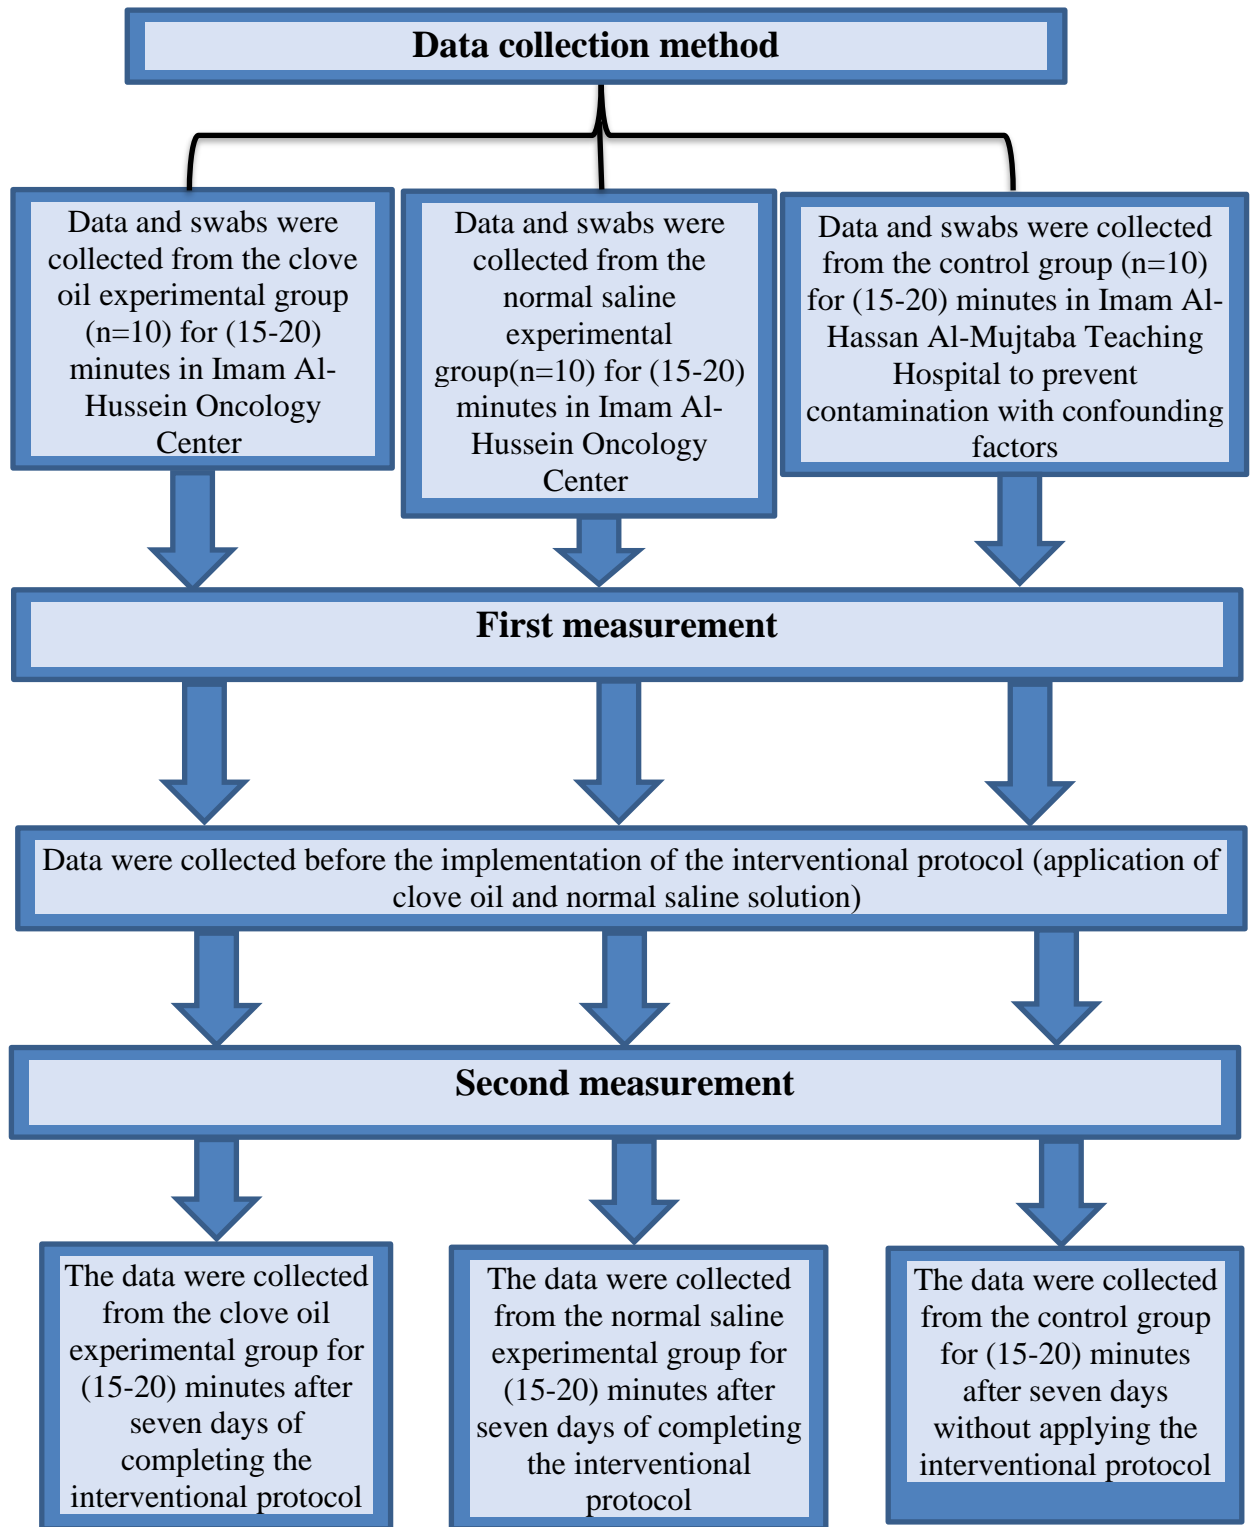 Data collection method
Data and swabs were
collected from the clove
oil experimental group
(n=10) for (15-20)
minutes in Imam Al-
Hussein Oncology
Center
Data and swabs were
collected from the
normal saline
experimental
group(n=10) for (15-20)
minutes in Imam Al-
Hussein Oncology
Center
Data and swabs were collected
from the control group (n=10)
for (15-20) minutes in Imam Al-
Hassan Al-Mujtaba Teaching
Hospital to prevent
contamination with confounding
factors
First measurement
Data were collected before the implementation of the interventional protocol (application of
clove oil and normal saline solution)
Second measurement
The data were collected
from the clove oil
experimental group for
(15-20) minutes after
seven days of
completing the
interventional protocol
The data were collected
from the normal saline
experimental group for
(15-20) minutes after
seven days of completing
the interventional
protocol
The data were collected
from the control group
for (15-20) minutes
after seven days
without applying the
interventional protocol